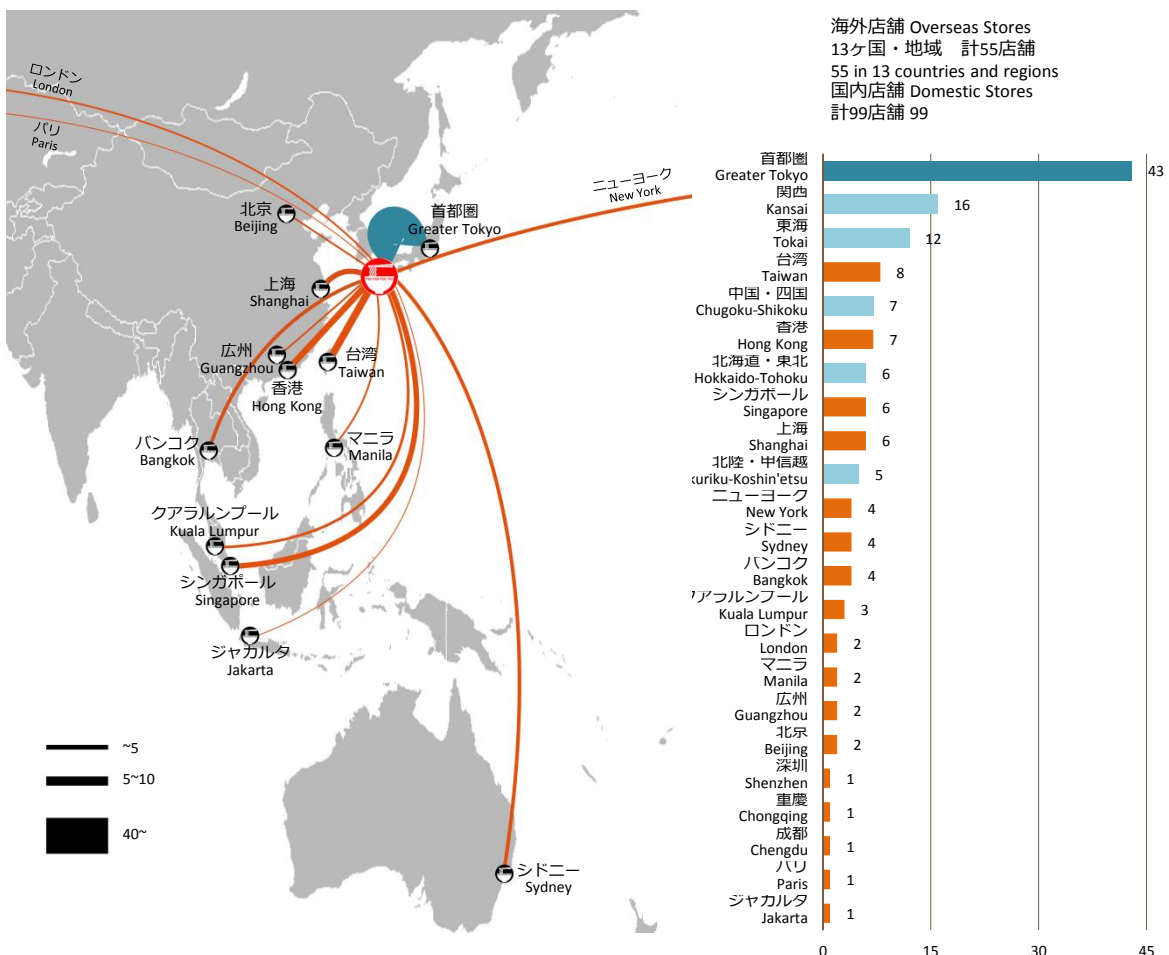 ロンドン
London
パリ
Paris
北京
Beijing
首都圏
Greater Tokyo
ニューヨーク
New York
上海
Shanghai
広州
Guangzhou
香港
Hong Kong
台湾
Taiwan
バンコク
Bangkok
マニラ
Manila
クアラルンプール
Kuala Lumpur
シンガポール
Singapore
ジャカルタ
Jakarta
シドニー
Sydney
~5
5~10
40~
海外店舗 Overseas Stores
13ヶ国・地域 計55店舗
55 in 13 countries and regions
国内店舗 Domestic Stores
計99店舗 99
首都圏
Greater Tokyo 43
関西
Kansai 16
東海
Tokai 12
台湾
Taiwan 8
中国・四国
Chugoku-Shikoku 7
香港
Hong Kong 7
北海道・東北
Hokkaido-Tohoku 6
シンガポール
Singapore 6
上海
Shanghai 6
北陸・甲信越
kuriku-Koshin'etsu 5
ニューヨーク
New York 4
シドニー
Sydney 4
バンコク
Bangkok 4
クアラルンプール
Kuala Lumpur 3
ロンドン
London 2
マニラ
Manila 2
広州
Guangzhou 2
北京
Beijing 2
深圳
Shenzhen 1
重慶
Chongqing 1
成都
Chengdu 1
パリ
Paris 1
ジャカルタ
Jakarta 1
0 15 30 45